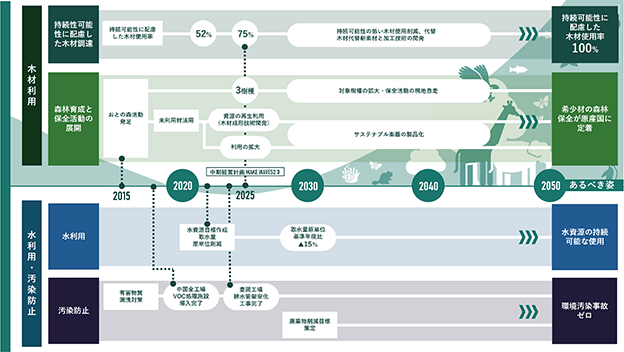 木材利用
持続性可能
性に配慮し
た木材調達
持続可能性に配慮
した木材使用率
52%
75%
持続可能性の低い木材使用削減、代替
木材代替新素材と加工技術の開発
持続可能性に
配慮した
木材使用率
100%
森林育成と
保全活動の
展開
おとの森活動
発足
未利用材活用
3樹種
資源の再生利用
(木材成形技術開発)
利用の拡大
対象樹種の拡大・保全活動の現地自走
サステナブル楽器の製品化
希少材の森林
保全が原産国に
定着
中期経営計画 MAKE WAVES2.0
2015
2020
2025
2030
2040
2050
あるべき姿
水利用・汚染防止
水利用
水資源目標作成
取水量
原単位削減
取水量原単位
基準年度比
▲15%
水資源の持続
可能な使用
汚染防止
有害物質
漏洩対策
中国全工場
VOC処理施設
導入完了
豊岡工場
排水管架空化
工事完了
廃棄物削減目標
策定
環境汚染事故
ゼロ